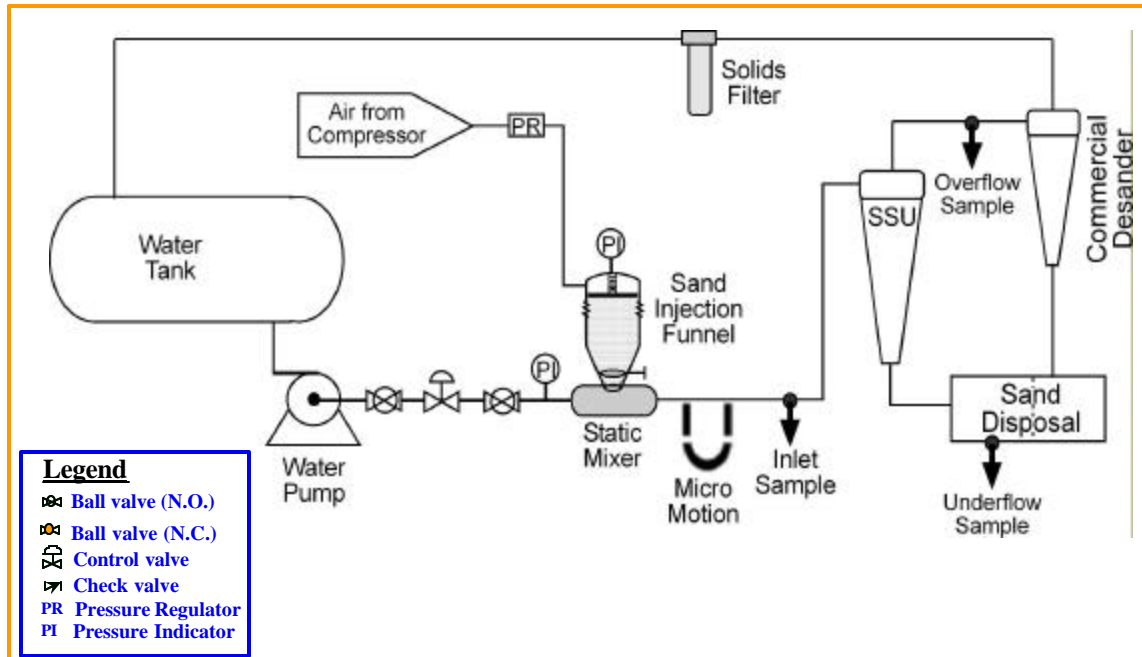 Solids
Filter
Air from
Compressor
PR
Commercial
Desander
Overflow
Sample
SSU
Water
Tank
PI
Sand
Injection
Funnel
PI
Sand
Disposal
Static
Mixer
Water
Pump
Micro
Motion
Inlet
Sample
Underflow
Sample
Legend
Ball valve (N.O.)
Ball valve (N.C.)
Control valve
Check valve
PR Pressure Regulator
PI Pressure Indicator